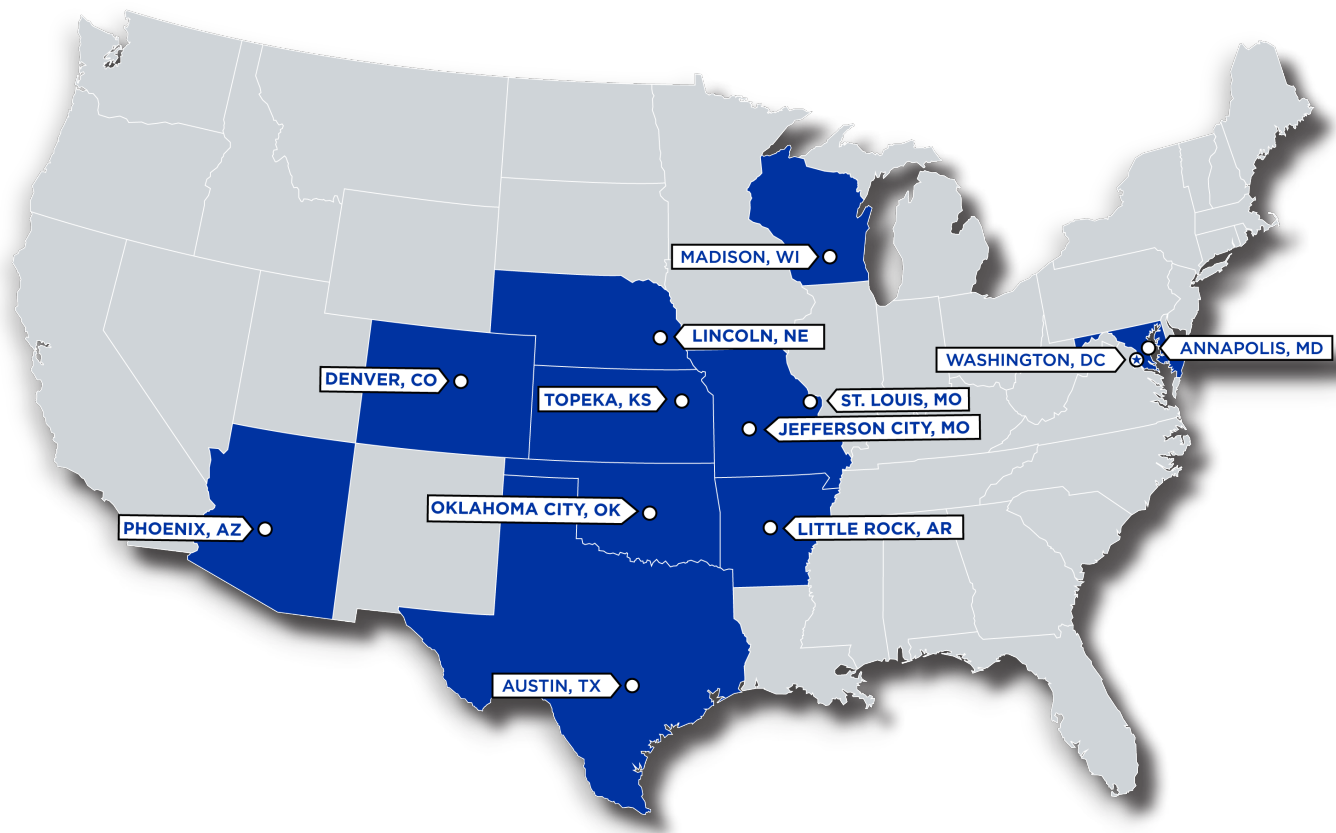 MADISON, WI
LINCOLN, NE
ANNAPOLIS, MD
WASHINGTON, DC
DENVER, CO
TOPEKA, KS
ST. LOUIS, MO
JEFFERSON CITY, MO
OKLAHOMA CITY, OK
PHOENIX, AZ
LITTLE ROCK, AR
AUSTIN, TX